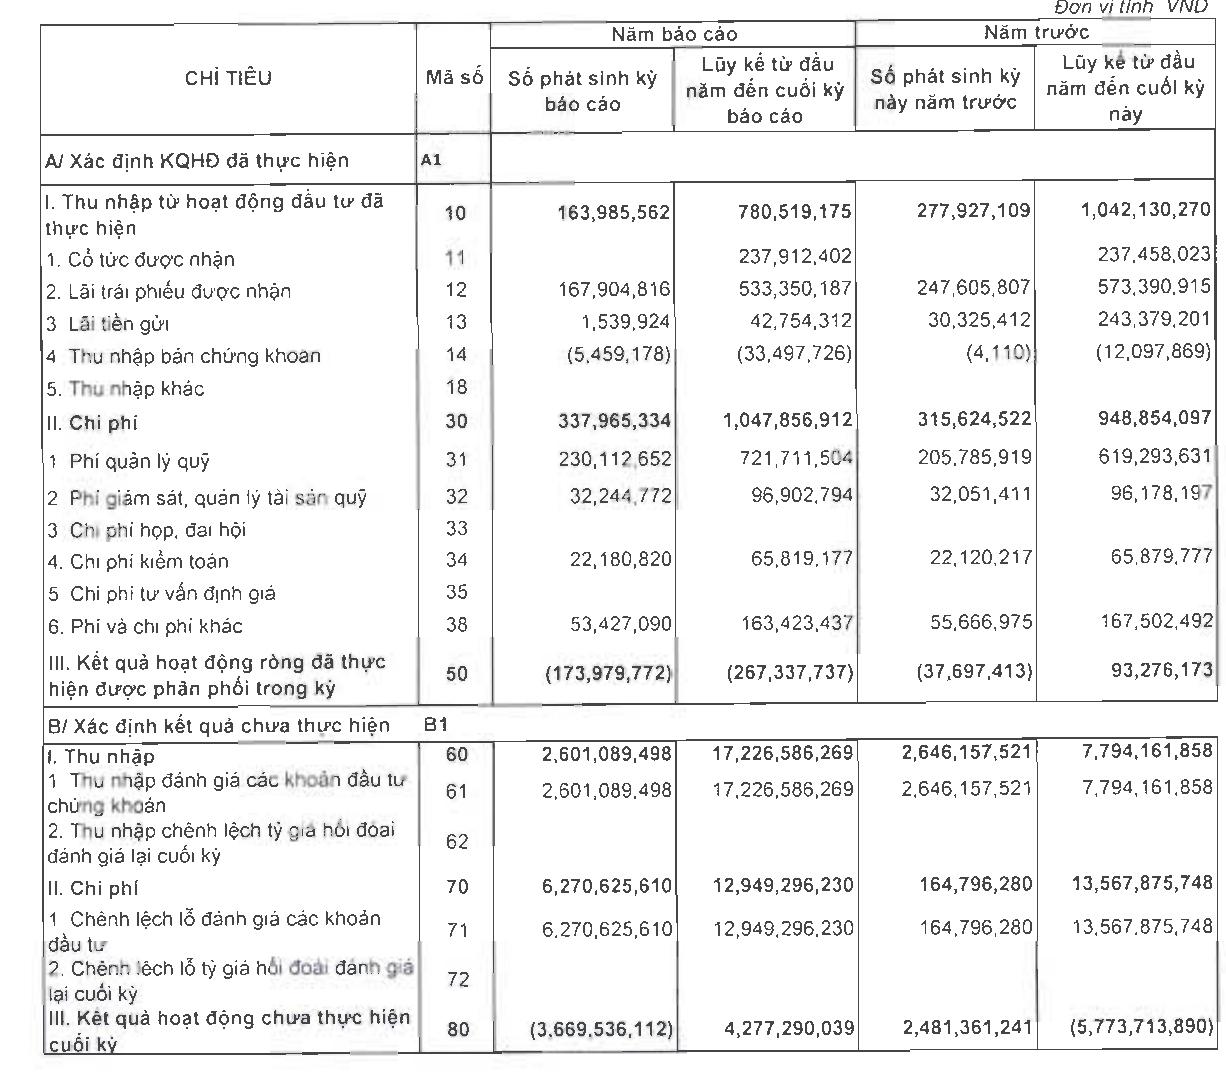 Đơn vị tính VND
CHỈ TIÊU Mã số Năm báo cáo Năm trước
Số phát sinh kỳ báo cáo Lũy kế từ đầu năm đến cuối kỳ báo cáo Số phát sinh kỳ này năm trước Lũy kế từ đầu năm đến cuối kỳ này
A/ Xác định KQHĐ đã thực hiện A1
I. Thu nhập từ hoạt động đầu tư đã
thực hiện 10 163,985,562 780,519,175 277,927,109 1,042,130,270
1. Cổ tức được nhận 11 237,912,402 237,458,023
2. Lãi trái phiếu được nhận 12 167,904,816 533,350,187 247,605,807 573,390,915
3 Lãi tiền gửi 13 1,539,924 42,754,312 30,325,412 243,379,201
4 Thu nhập bán chứng khoán 14 (5,459,178) (33,497,726) (4,110) (12,097,869)
5. Thu nhập khác 18
II. Chi phí 30 337,965,334 1,047,856,912 315,624,522 948,854,097
1 Phí quản lý quỹ 31 230,112,652 721,711,504 205,785,919 619,293,631
2 Phí giám sát, quản lý tài sản quỹ 32 32,244,772 96,902,794 32,051,411 96,178,197
3 Chi phí họp, đại hội 33
4. Chi phí kiểm toán 34 22,180,820 65,819,177 22,120,217 65,879,777
5 Chi phí tư vấn định giá 35
6. Phí và chi phí khác 38 53,427,090 163,423,437 55,666,975 167,502,492
III. Kết quả hoạt động ròng đã thực
hiện được phân phối trong kỳ 50 (173,979,772) (267,337,737) (37,697,413) 93,276,173
B/ Xác định kết quả chưa thực hiện B1
I. Thu nhập 60 2,601,089,498 17,226,586,269 2,646,157,521 7,794,161,858
1 Thu nhập đánh giá các khoản đầu tư
chứng khoán 61 2,601,089,498 17,226,586,269 2,646,157,521 7,794,161,858
2. Thu nhập chênh lệch tỷ giá hối đoái
đánh giá lại cuối kỳ 62
II. Chi phí 70 6,270,625,610 12,949,296,230 164,796,280 13,567,875,748
1 Chênh lệch lỗ đánh giá các khoản
đầu tư 71 6,270,625,610 12,949,296,230 164,796,280 13,567,875,748
2. Chênh lệch lỗ tỷ giá hối đoái đánh giá
lại cuối kỳ 72
III. Kết quả hoạt động chưa thực hiện
cuối kỳ 80 (3,669,536,112) 4,277,290,039 2,481,361,241 (5,773,713,890)